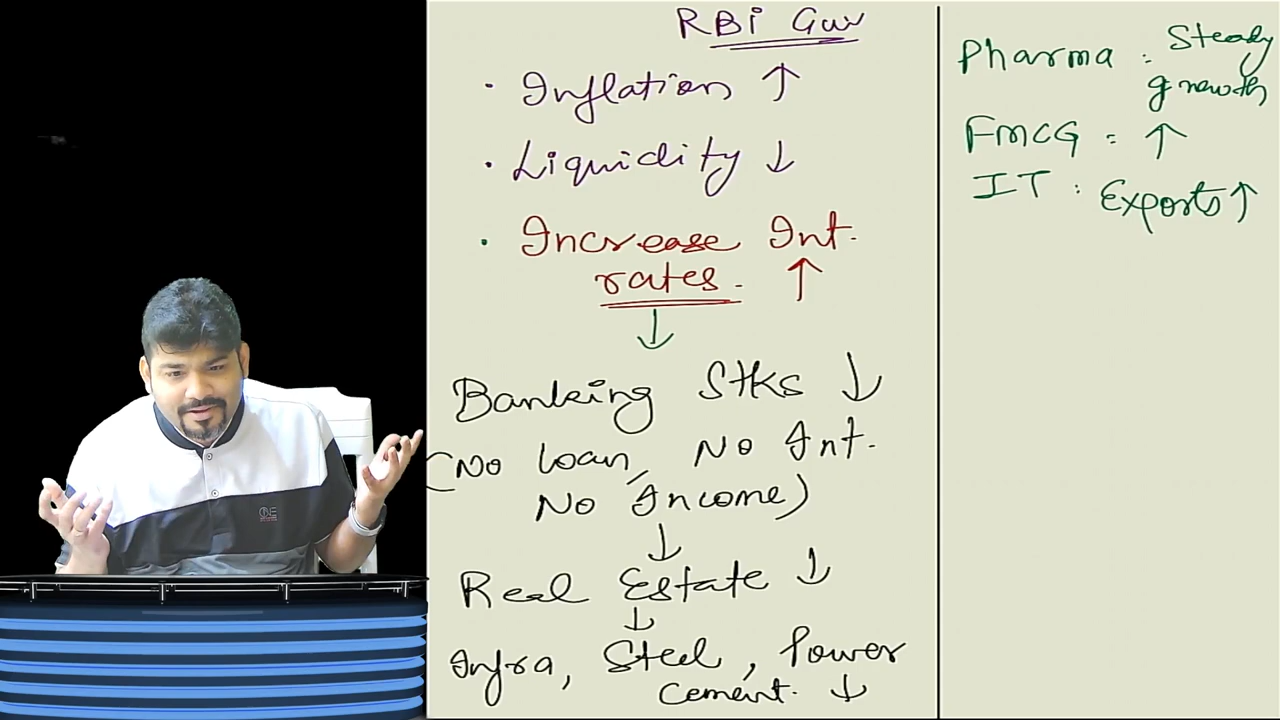 RBI Guv
· Inflation ↑
· Liquidity ↓
· Increase Int.
rates. ↑
↓
Banking Stks ↓
(No loan, No Int.
No Income)
↓
Real Estate ↓
↓
Infra, Steel, Power
cement. ↓
Pharma : Steady
growth
FMCG : ↑
IT : Exports ↑